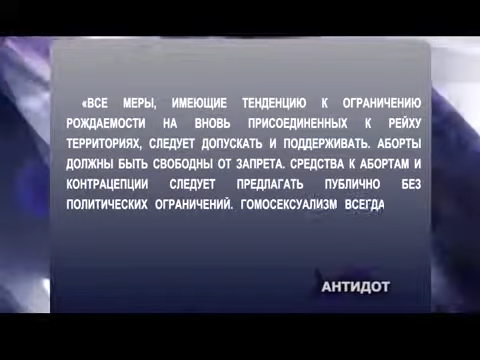 «ВСЕ МЕРЫ, ИМЕЮЩИЕ ТЕНДЕНЦИЮ К ОГРАНИЧЕНИЮ
РОЖДАЕМОСТИ НА ВНОВЬ ПРИСОЕДИНЕННЫХ К РЕЙХУ
ТЕРРИТОРИЯХ, СЛЕДУЕТ ДОПУСКАТЬ И ПОДДЕРЖИВАТЬ. АБОРТЫ
ДОЛЖНЫ БЫТЬ СВОБОДНЫ ОТ ЗАПРЕТА. СРЕДСТВА К АБОРТАМ И
КОНТРАЦЕПЦИИ СЛЕДУЕТ ПРЕДЛАГАТЬ ПУБЛИЧНО БЕЗ
ПОЛИТИЧЕСКИХ ОГРАНИЧЕНИЙ. ГОМОСЕКСУАЛИЗМ ВСЕГДА
АНТИДОТ